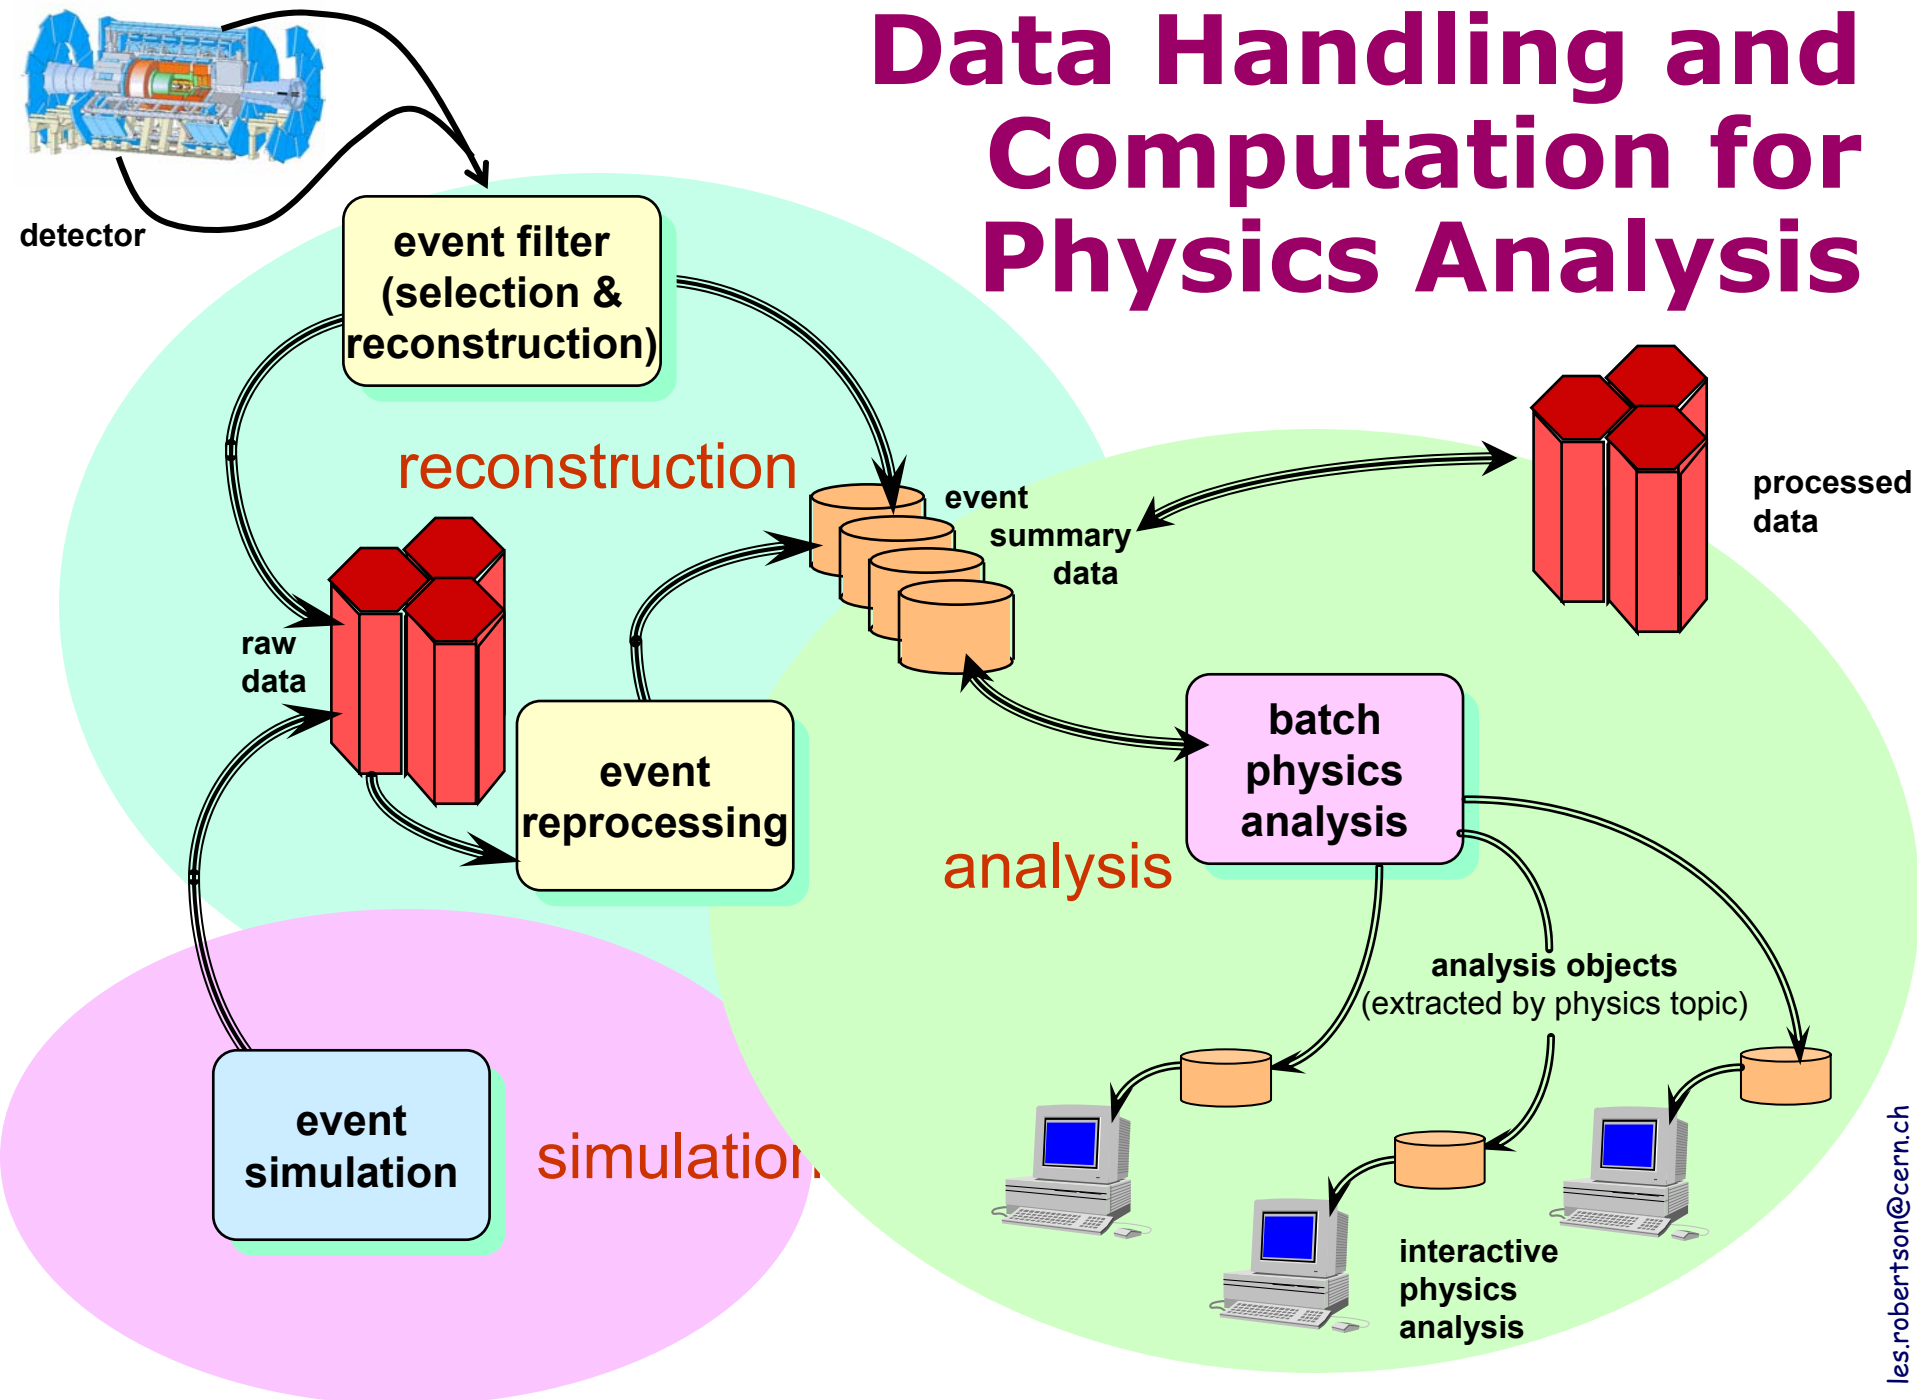 Data Handling and
Computation for
Physics Analysis
detector
event filter
(selection &
reconstruction)
reconstruction
event
summary
data
processed
data
raw
data
event
reprocessing
batch
physics
analysis
analysis
analysis objects
(extracted by physics topic)
event
simulation
simulation
interactive
physics
analysis
les.robertson@cern.ch